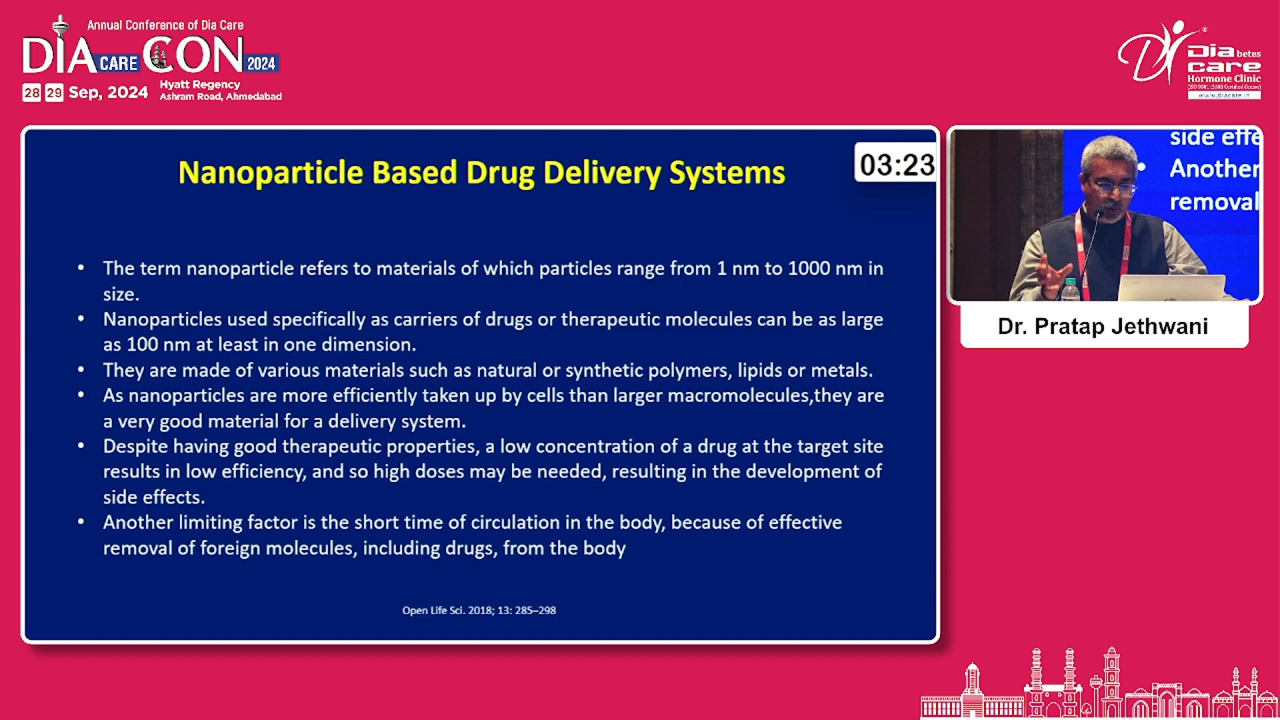 Annual Conference of Dia Care
DIA CARE CON 2024
28 29 Sep, 2024
Hyatt Regency
Ashram Road, Ahmedabad
Diabetes
care
Hormone Clinic
(ISO 9001:2008 Certified Centre)
www.diacare.in
Nanoparticle Based Drug Delivery Systems
03:23
• The term nanoparticle refers to materials of which particles range from 1 nm to 1000 nm in
size.
• Nanoparticles used specifically as carriers of drugs or therapeutic molecules can be as large
as 100 nm at least in one dimension.
• They are made of various materials such as natural or synthetic polymers, lipids or metals.
• As nanoparticles are more efficiently taken up by cells than larger macromolecules,they are
a very good material for a delivery system.
• Despite having good therapeutic properties, a low concentration of a drug at the target site
results in low efficiency, and so high doses may be needed, resulting in the development of
side effects.
• Another limiting factor is the short time of circulation in the body, because of effective
removal of foreign molecules, including drugs, from the body
Open Life Sci. 2018; 13: 285–298
side effe
• Another
removal
Dr. Pratap Jethwani